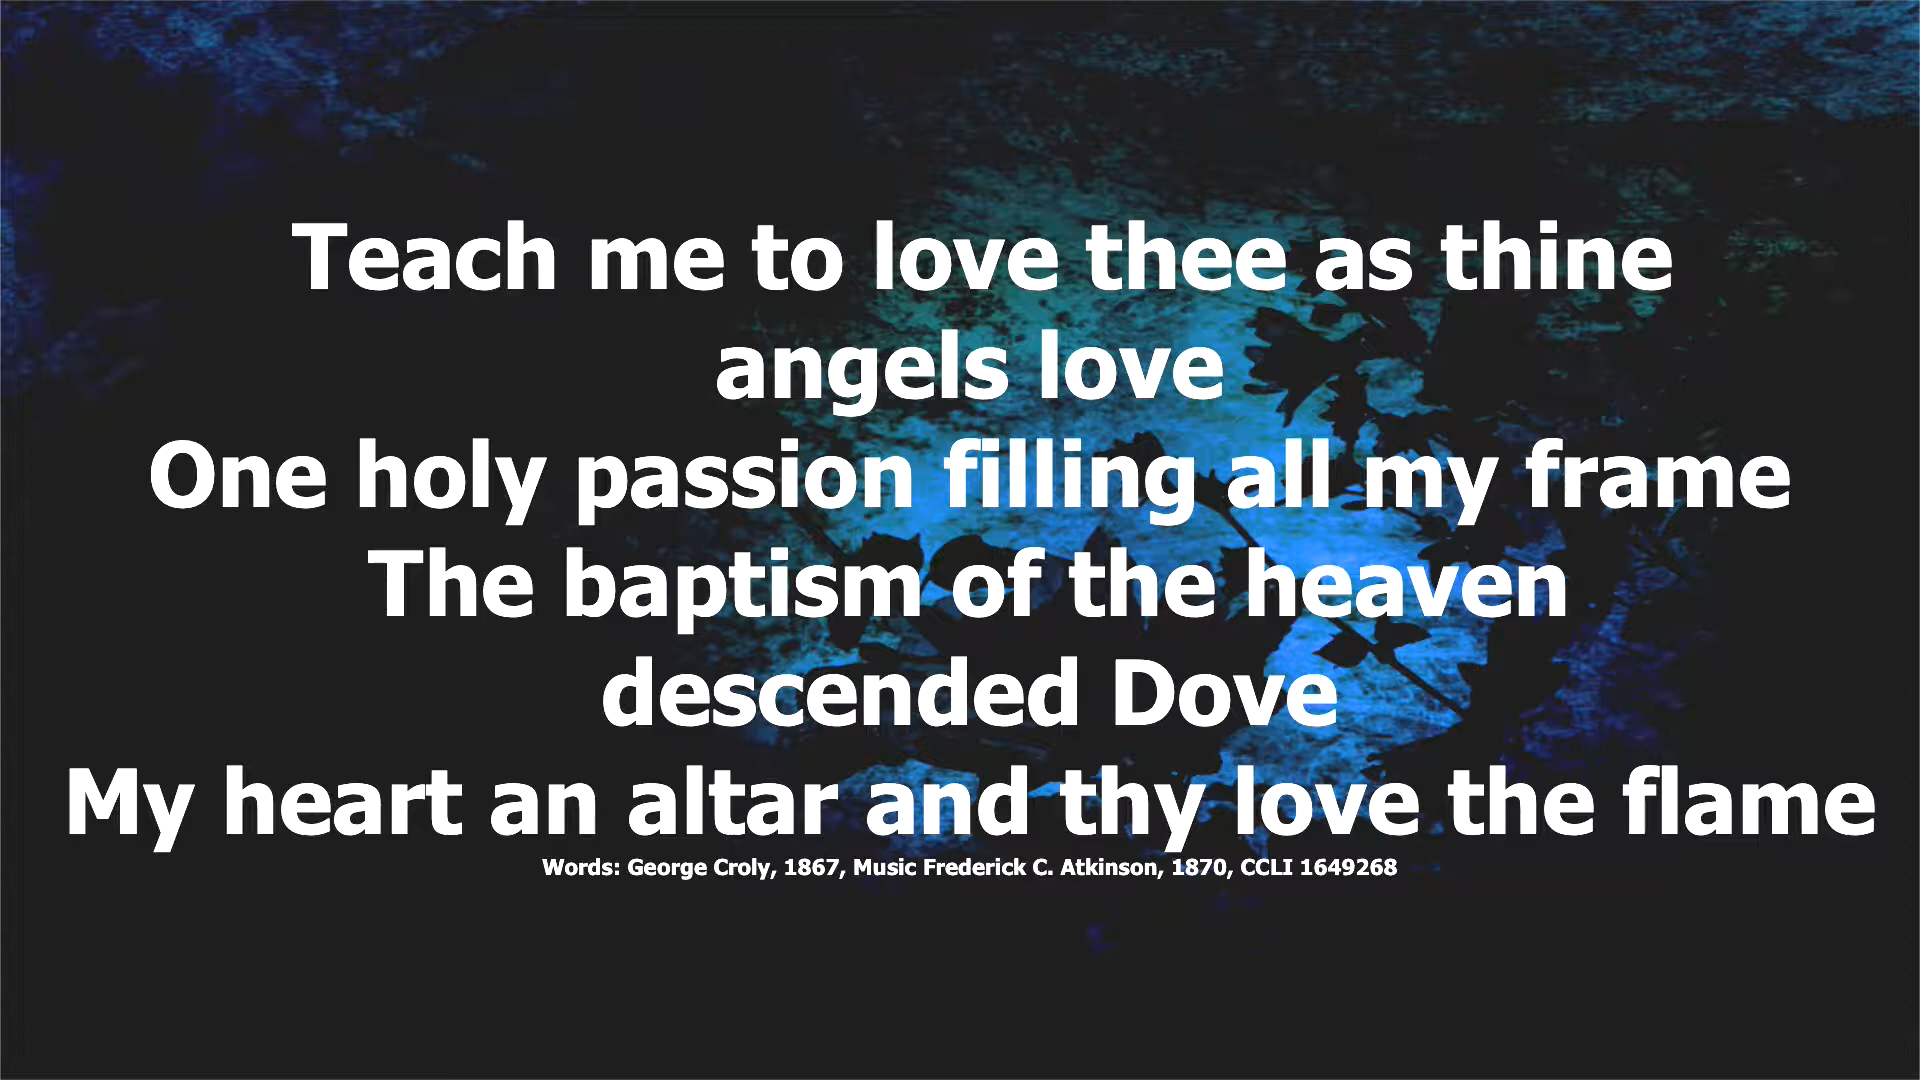 Teach me to love thee as thine
angels love
One holy passion filling all my frame
The baptism of the heaven
descended Dove
My heart an altar and thy love the flame
Words: George Croly, 1867, Music Frederick C. Atkinson, 1870, CCLI 1649268